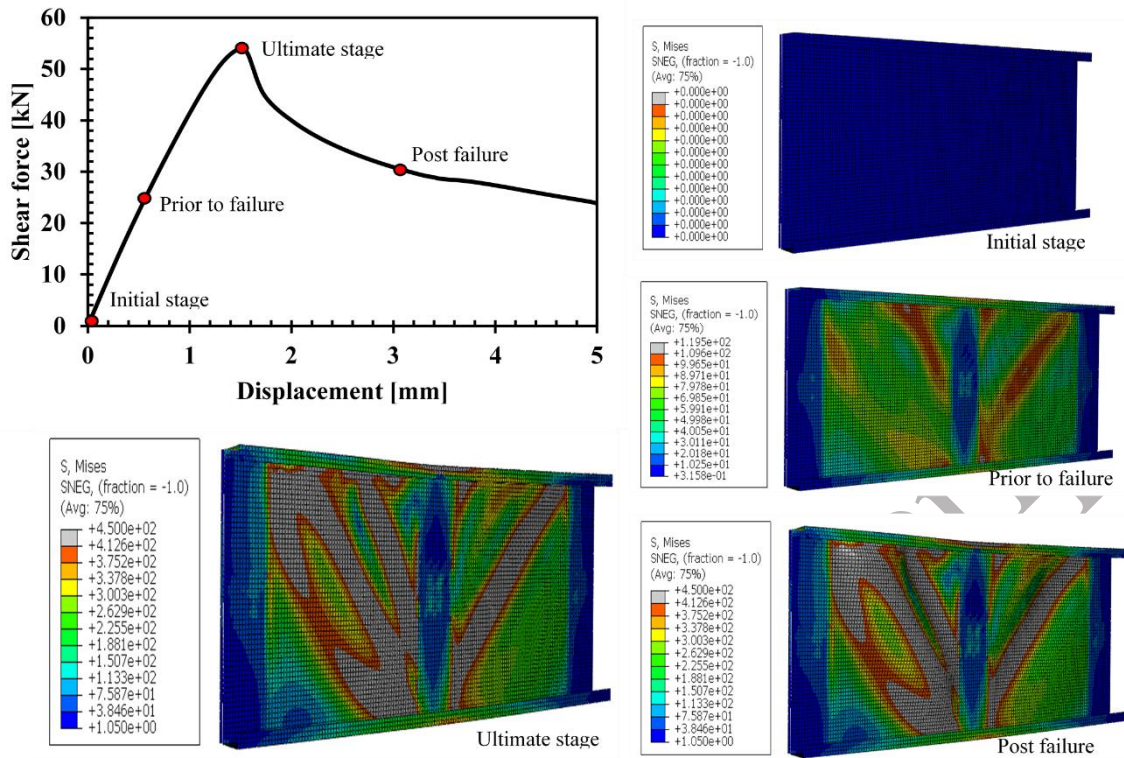 60
50
40
30
20
10
0
Shear force [kN]
Ultimate stage
Post failure
Prior to failure
Initial stage
0
1
2
3
4
5
Displacement [mm]
S, Mises
SNEG, (fraction = -1.0)
(Avg: 75%)
+0.000e+00
+0.000e+00
+0.000e+00
+0.000e+00
+0.000e+00
+0.000e+00
+0.000e+00
+0.000e+00
+0.000e+00
+0.000e+00
+0.000e+00
+0.000e+00
+0.000e+00
Initial stage
S, Mises
SNEG, (fraction = -1.0)
(Avg: 75%)
+1.195e+02
+1.096e+02
+9.965e+01
+8.971e+01
+7.978e+01
+6.985e+01
+5.991e+01
+4.998e+01
+4.005e+01
+3.011e+01
+2.018e+01
+1.025e+01
+3.158e-01
Prior to failure
S, Mises
SNEG, (fraction = -1.0)
(Avg: 75%)
+4.500e+02
+4.126e+02
+3.752e+02
+3.378e+02
+3.003e+02
+2.629e+02
+2.255e+02
+1.881e+02
+1.507e+02
+1.133e+02
+7.587e+01
+3.846e+01
+1.050e+00
Ultimate stage
S, Mises
SNEG, (fraction = -1.0)
(Avg: 75%)
+4.500e+02
+4.126e+02
+3.752e+02
+3.378e+02
+3.003e+02
+2.629e+02
+2.255e+02
+1.881e+02
+1.507e+02
+1.133e+02
+7.587e+01
+3.846e+01
+1.050e+00
Post failure